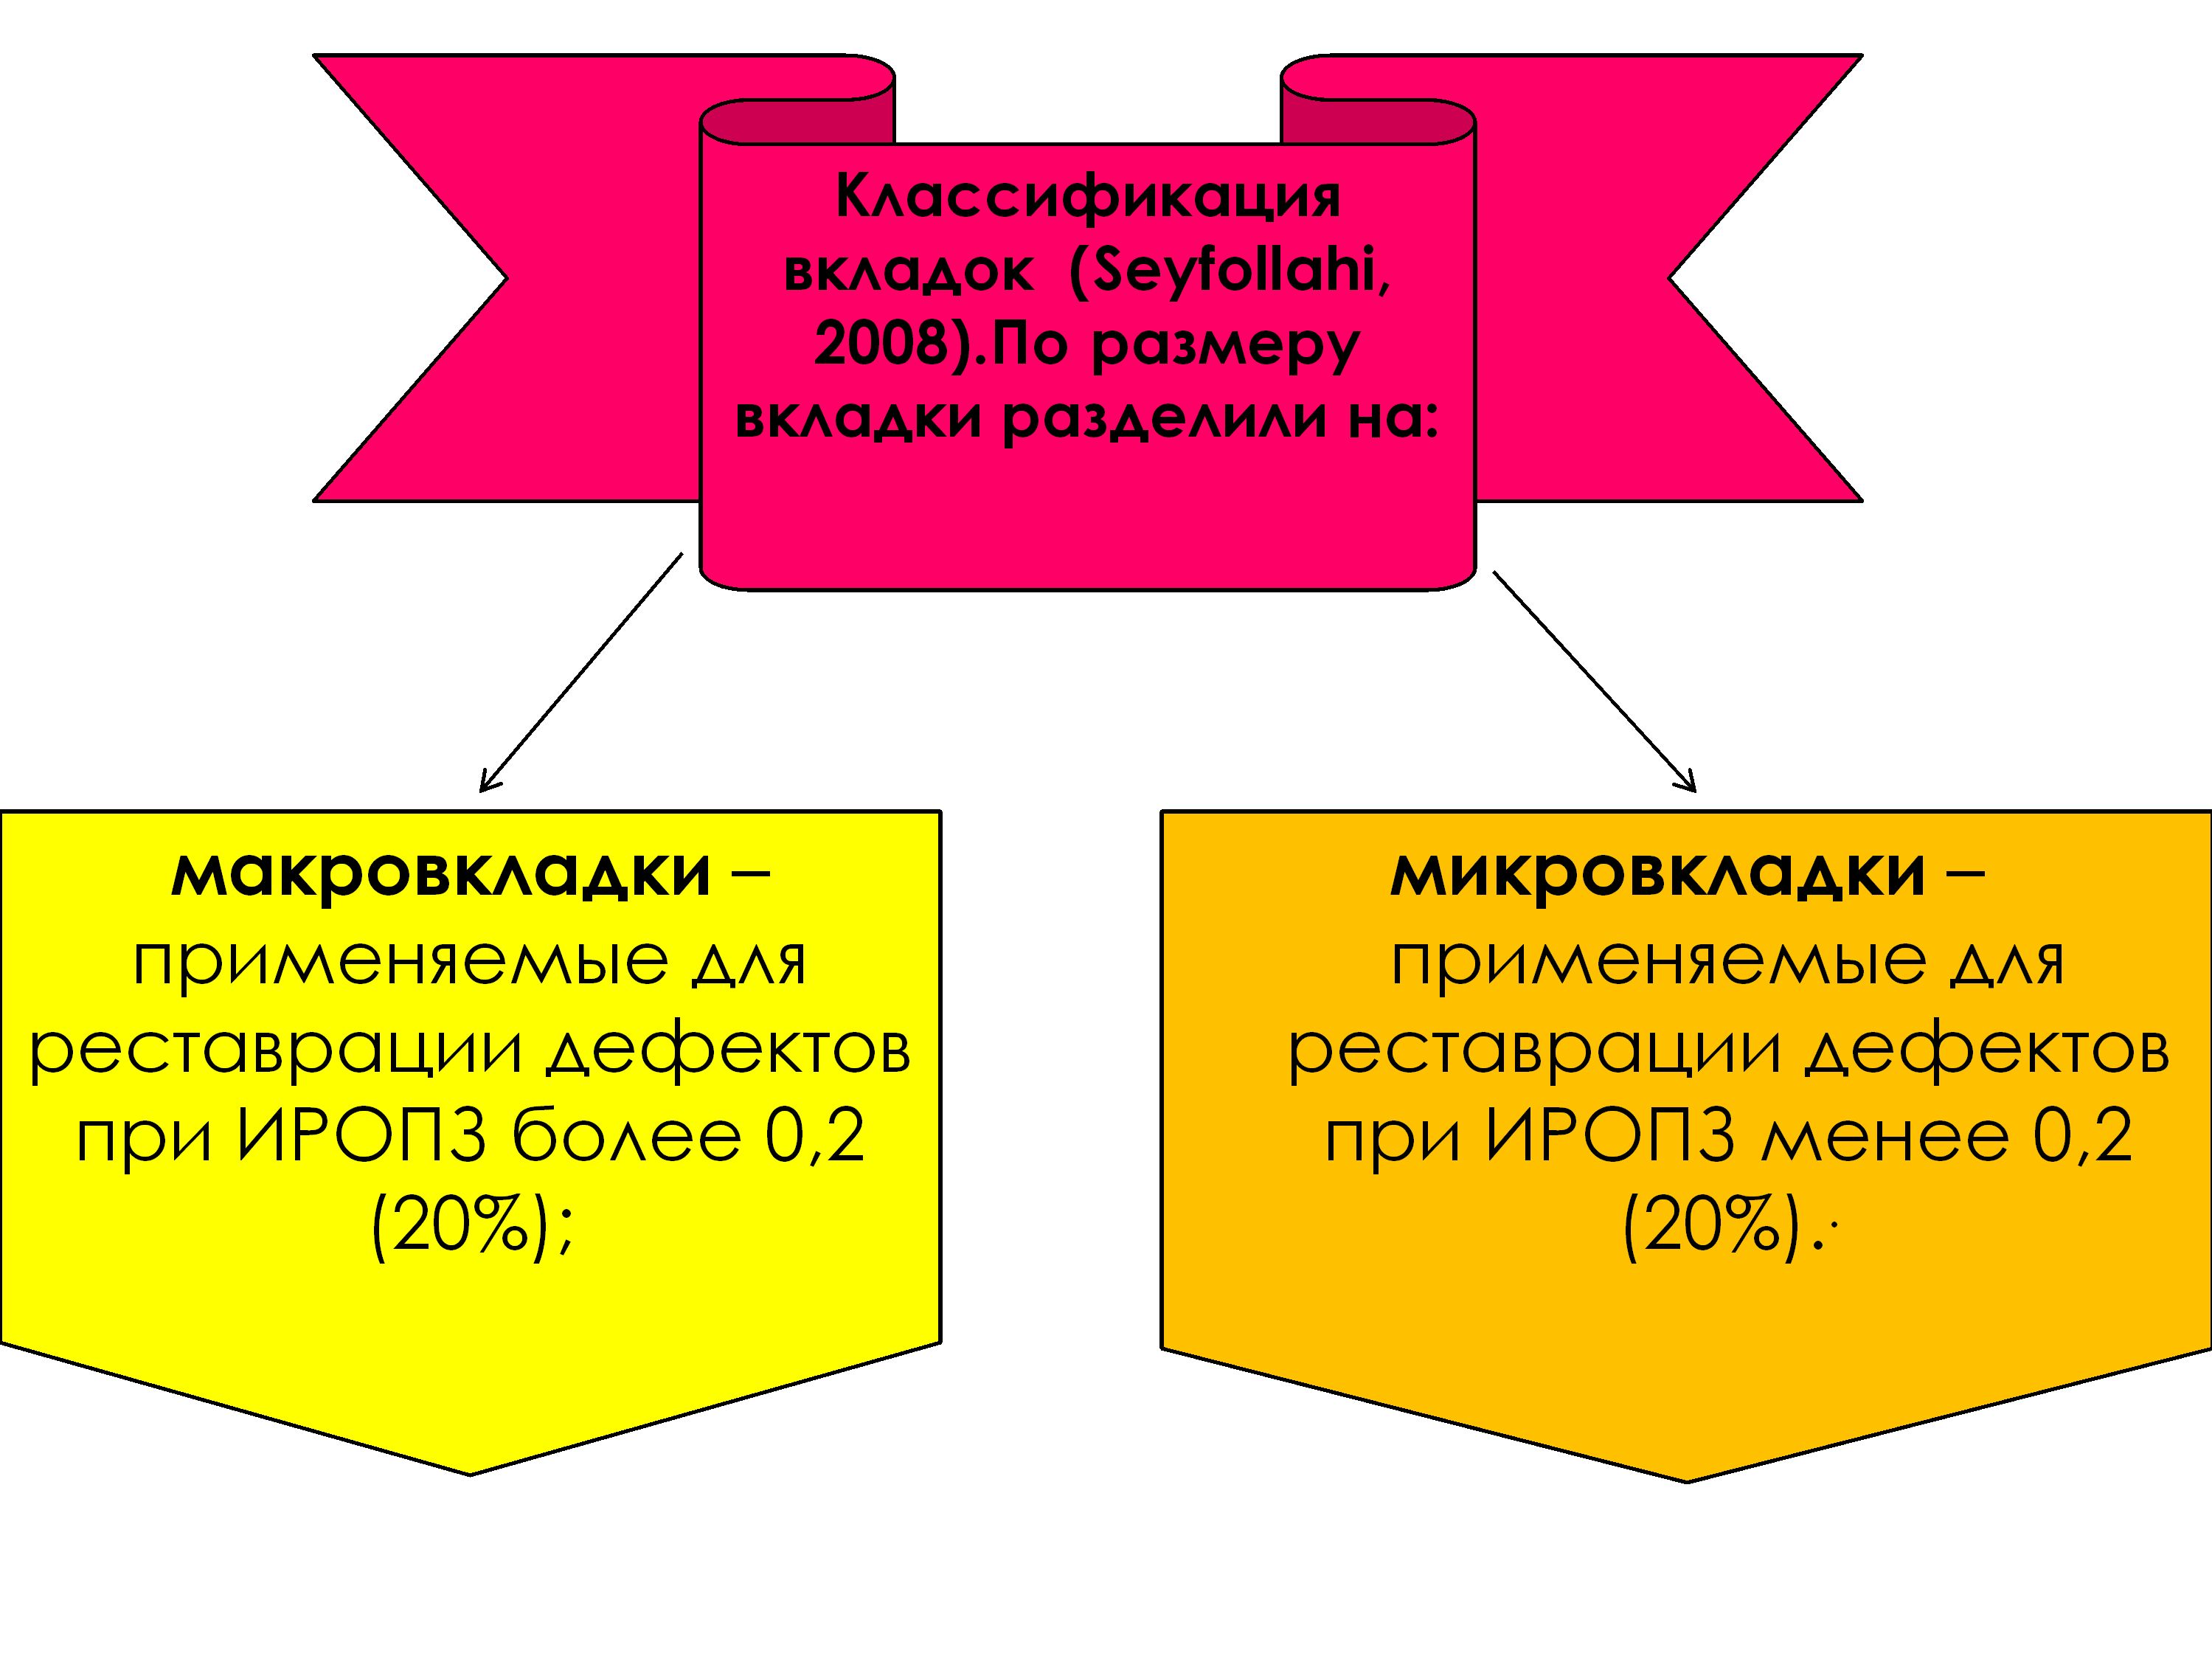 Классификация
вкладок (Seyfollahi,
2008).По размеру
вкладки разделили на:
макровкладки –
применяемые для
реставрации дефектов
при ИРОПЗ более 0,2
(20%);
микровкладки –
применяемые для
реставрации дефектов
при ИРОПЗ менее 0,2
(20%).·